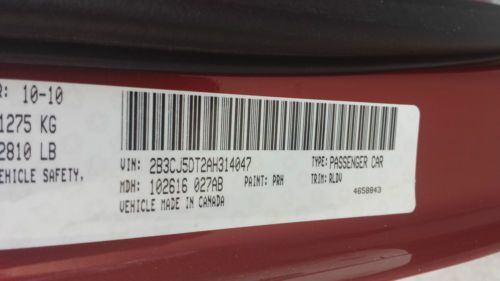 R: 10-10
1275 KG
2810 LB
EHICLE SAFETY.
VIN: 2B3CJ5DT2AH314047 TYPE: PASSENGER CAR
MDH: 102616 027AB PAINT: PRH TRIM: RLDV
VEHICLE MADE IN CANADA 4658843